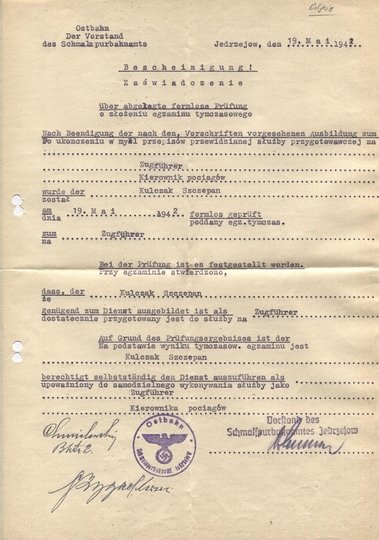 Odpis
Ostbahn
Der Vorstand
des Schmalspurbahnamts
Jedrzejow, den 19. Mai 1942
Bescheinigung!
Zaświadczenie
über abgelegte formlose Prüfung
o złożeniu egzaminu tymczasowego
Nach Beendigung der nach den, Vorschriften vorgesehenen Ausbildung zum
Po ukonczeniu w myśl przepisów przewidzianej służby przygotowawczej na
Zugführer
Kierownik pociagów
wurde der Kulczak Szczepan
został
am 19. Mai 1942 formlos geprüft
dnia poddany egz.tymczas.
zum Zugführer
na
Bei der Prüfung ist es festgestellt worden.
Przy egzaminie stwierdzono,
dass, der Kulczak Szczepan
że
genügend zum Dienst ausgebildet ist als Zugführer
dostatecznie przygotowany jest do służby na
Auf Grund des Prüfungsergebnises ist der
Na podstawie wyniku tymczasow. egzaminu jest
Kulczak Szczepan
berechtigt selbstständig den Dienst auszuführen als
upoważniony do samodzielnego wykonywania służby jako
Zugführer
Kierownika pociagów
Ostbahn
Vorstand des
Schmalspurbahnamtes Jedrzejow